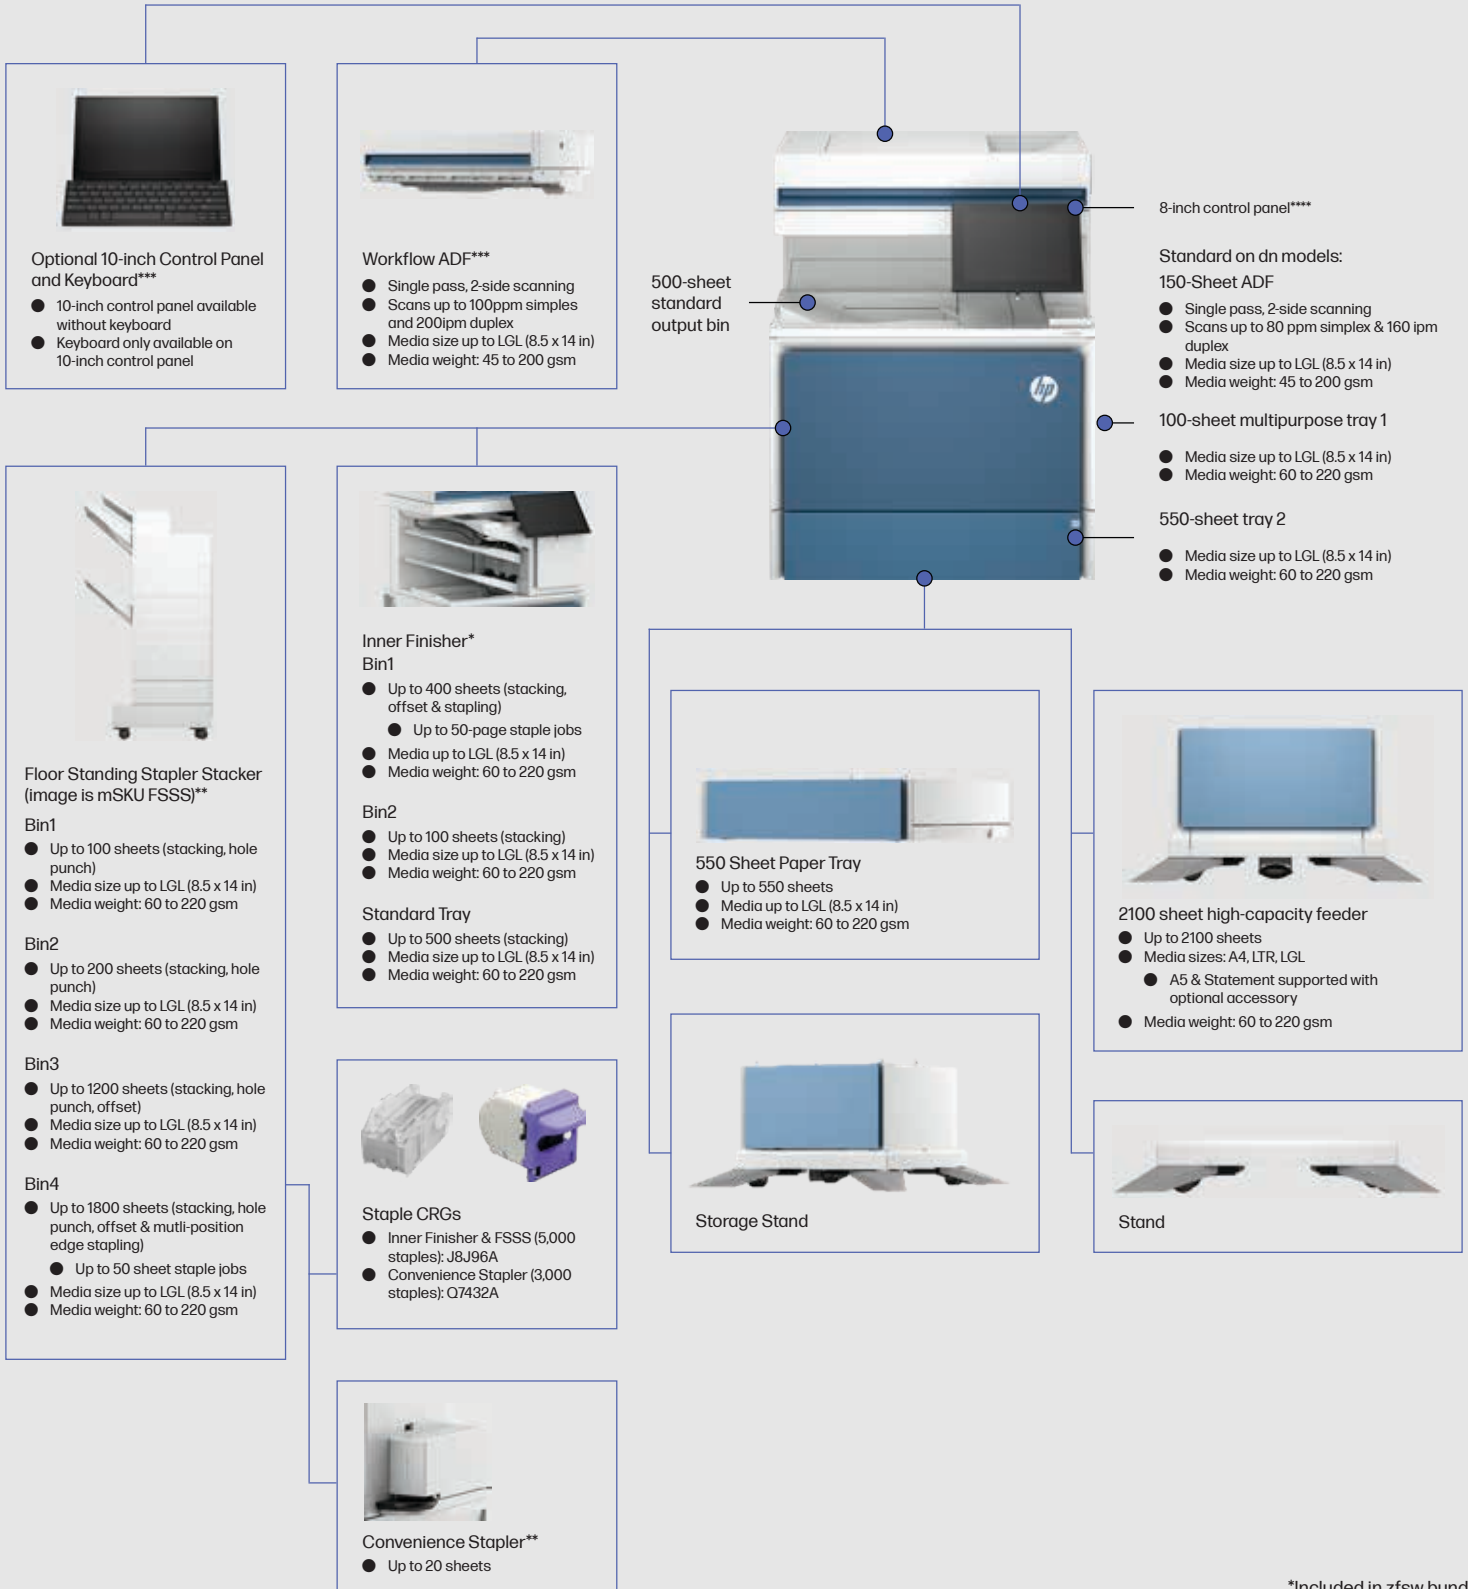 Optional 10-inch Control Panel
and Keyboard***
● 10-inch control panel available
without keyboard
● Keyboard only available on
10-inch control panel
Workflow ADF***
● Single pass, 2-side scanning
● Scans up to 100ppm simples
and 200ipm duplex
● Media size up to LGL (8.5 x 14 in)
● Media weight: 45 to 200 gsm
500-sheet
standard
output bin
hp
8-inch control panel****
Standard on dn models:
150-Sheet ADF
● Single pass, 2-side scanning
● Scans up to 80 ppm simplex & 160 ipm
duplex
● Media size up to LGL (8.5 x 14 in)
● Media weight: 45 to 200 gsm
100-sheet multipurpose tray 1
● Media size up to LGL (8.5 x 14 in)
● Media weight: 60 to 220 gsm
550-sheet tray 2
● Media size up to LGL (8.5 x 14 in)
● Media weight: 60 to 220 gsm
Floor Standing Stapler Stacker
(image is mSKU FSSS)**
Bin1
● Up to 100 sheets (stacking, hole
punch)
● Media size up to LGL (8.5 x 14 in)
● Media weight: 60 to 220 gsm
Bin2
● Up to 200 sheets (stacking, hole
punch)
● Media size up to LGL (8.5 x 14 in)
● Media weight: 60 to 220 gsm
Bin3
● Up to 1200 sheets (stacking, hole
punch, offset)
● Media size up to LGL (8.5 x 14 in)
● Media weight: 60 to 220 gsm
Bin4
● Up to 1800 sheets (stacking, hole
punch, offset & mutli-position
edge stapling)
● Up to 50 sheet staple jobs
● Media size up to LGL (8.5 x 14 in)
● Media weight: 60 to 220 gsm
Inner Finisher*
Bin1
● Up to 400 sheets (stacking,
offset & stapling)
● Up to 50-page staple jobs
● Media up to LGL (8.5 x 14 in)
● Media weight: 60 to 220 gsm
Bin2
● Up to 100 sheets (stacking)
● Media size up to LGL (8.5 x 14 in)
● Media weight: 60 to 220 gsm
Standard Tray
● Up to 500 sheets (stacking)
● Media size up to LGL (8.5 x 14 in)
● Media weight: 60 to 220 gsm
Staple CRGs
● Inner Finisher & FSSS (5,000
staples): J8J96A
● Convenience Stapler (3,000
staples): Q7432A
Convenience Stapler**
● Up to 20 sheets
550 Sheet Paper Tray
● Up to 550 sheets
● Media up to LGL (8.5 x 14 in)
● Media weight: 60 to 220 gsm
Storage Stand
2100 sheet high-capacity feeder
● Up to 2100 sheets
● Media sizes: A4, LTR, LGL
● A5 & Statement supported with
optional accessory
● Media weight: 60 to 220 gsm
Stand
*Included in zfsw